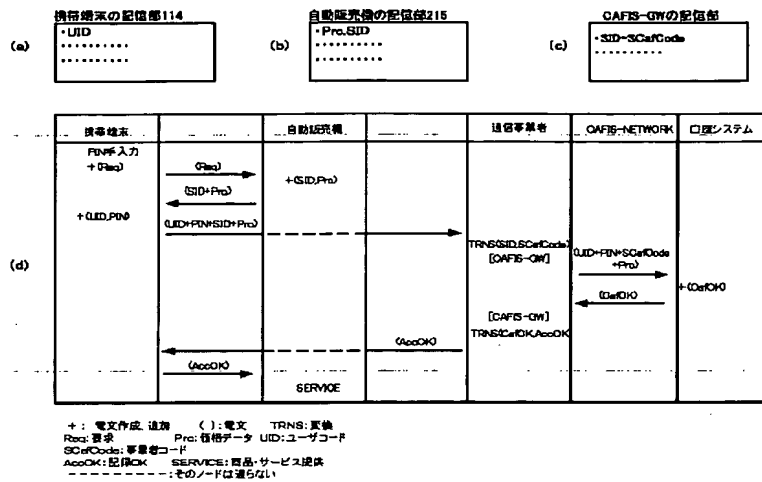 携帯端末の記憶部114
自動販売機の記憶部215
CAFIS-GWの記憶部
(a)
・UID
(b)
・Pro.SID
(c)
・SID-SCafCode
携帯端末
自動販売機
通信事業者
CAFIS-NETWORK
口座システム
PIN手入力
+(Req)
(Req)
+(SID,Pro)
(SID+Pro)
+(UID,PIN)
(UID+PIN+SID+Pro)
(d)
TRNS(SID,SCafCode)
[CAFIS-GW]
(UID+PIN+SCafCode
+Pro)
+(CafOK)
(CafOK)
[CAFIS-GW]
TRNS(CafOK,AccOK)
(AccOK)
(AccOK)
SERVICE
+: 電文作成,追加 ( ):電文 TRNS:変換
Req:要求 Pro:価格データ UID:ユーザコード
SCafCode:事業者コード
AccOK:記録OK SERVICE:商品・サービス提供
----------:そのノードは通らない